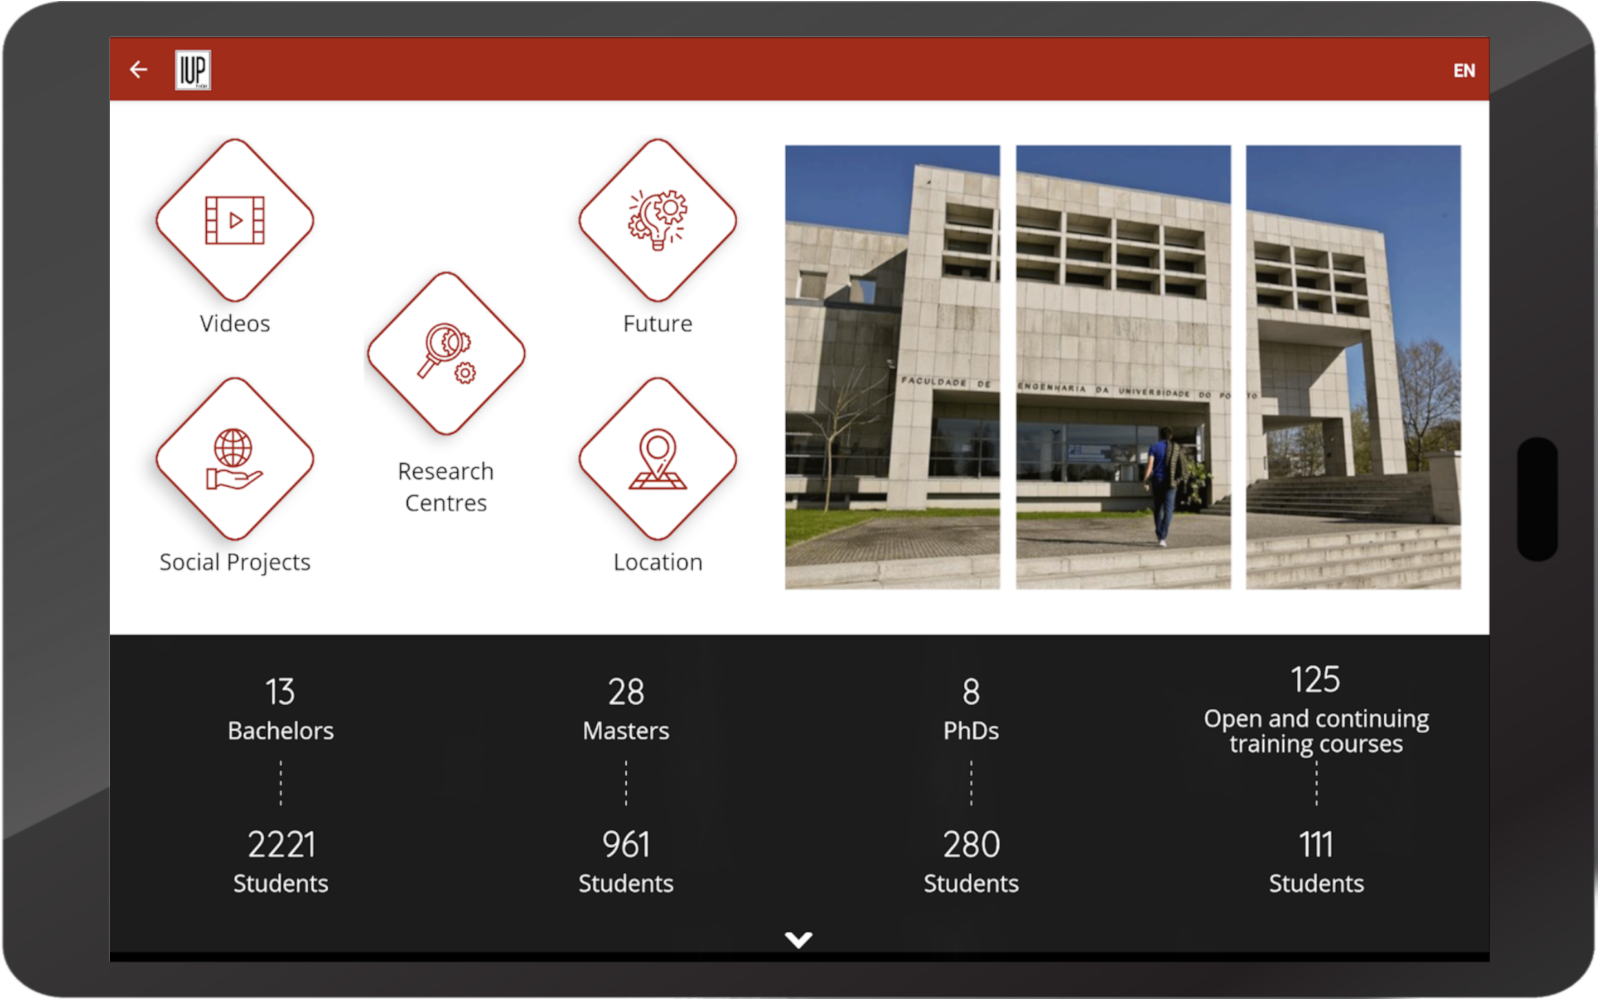 IUP
EN
Videos
Future
Research
Centres
Social Projects
Location
FACULDADE DE ENGENHARIA DA UNIVERSIDADE DO PORTO
13
Bachelors
2221
Students
28
Masters
961
Students
8
PhDs
280
Students
125
Open and continuing
training courses
111
Students